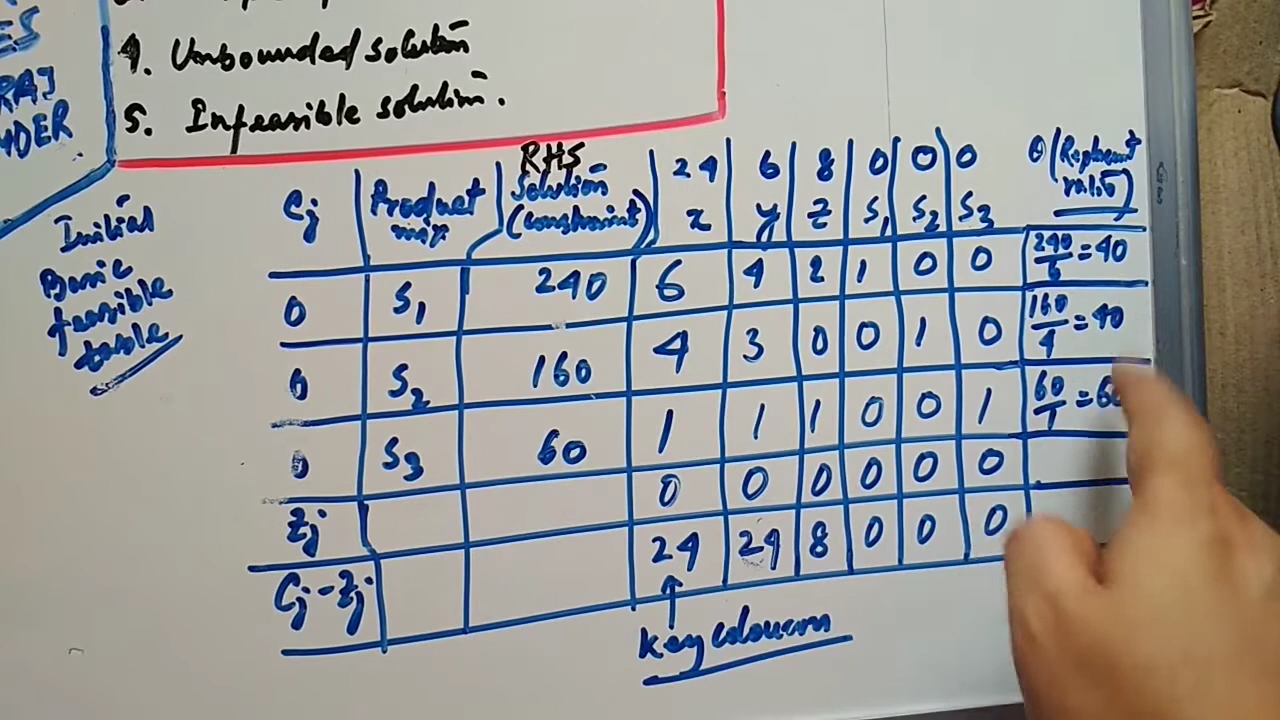 ES
RAJ
NDER
4. Unbounded solution
5. Infeasible solution.
Initial
Basic
feasible
table
Cj Product mix RHS Solution (constraint) 24 x 6 y 8 z 0 S1 0 S2 0 S3 θ (Replacement ratio)
0 S1 240 6 4 2 1 0 0 240/6 = 40
0 S2 160 4 3 0 0 1 0 160/4 = 40
0 S3 60 1 1 1 0 0 1 60/1 = 60
Zj 0 0 0 0 0 0
Cj - Zj 24 24 8 0 0 0
↑
Key column